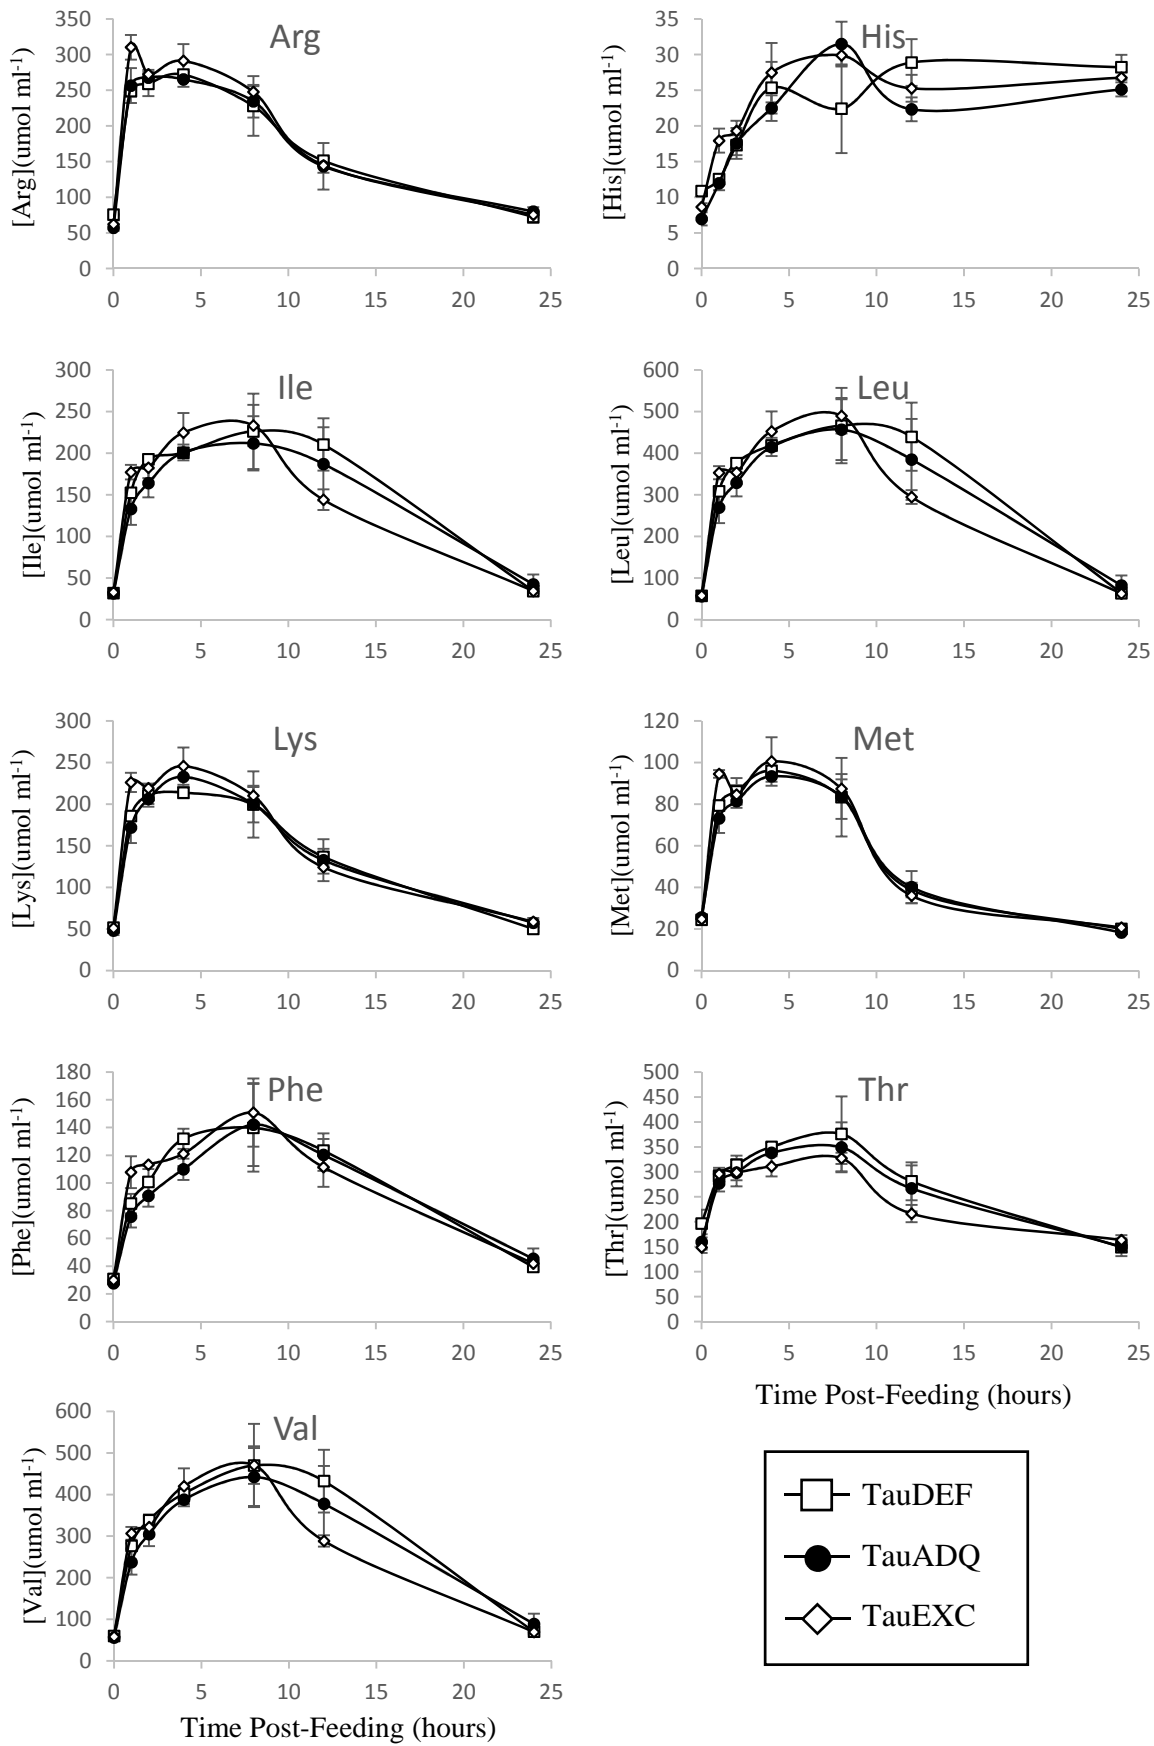 Arg
[Arg](umol ml⁻¹)
350
300
250
200
150
100
50
0
0 5 10 15 20 25
His
[His](umol ml⁻¹)
35
30
25
20
15
10
5
0
0 5 10 15 20 25
Ile
[Ile](umol ml⁻¹)
300
250
200
150
100
50
0
0 5 10 15 20 25
Leu
[Leu](umol ml⁻¹)
600
500
400
300
200
100
0
0 5 10 15 20 25
Lys
[Lys](umol ml⁻¹)
300
250
200
150
100
50
0
0 5 10 15 20 25
Met
[Met](umol ml⁻¹)
120
100
80
60
40
20
0
0 5 10 15 20 25
Phe
[Phe](umol ml⁻¹)
180
160
140
120
100
80
60
40
20
0
0 5 10 15 20 25
Thr
[Thr](umol ml⁻¹)
500
450
400
350
300
250
200
150
100
50
0
0 5 10 15 20 25
Time Post-Feeding (hours)
Val
[Val](umol ml⁻¹)
600
500
400
300
200
100
0
0 5 10 15 20 25
Time Post-Feeding (hours)
TauDEF
TauADQ
TauEXC